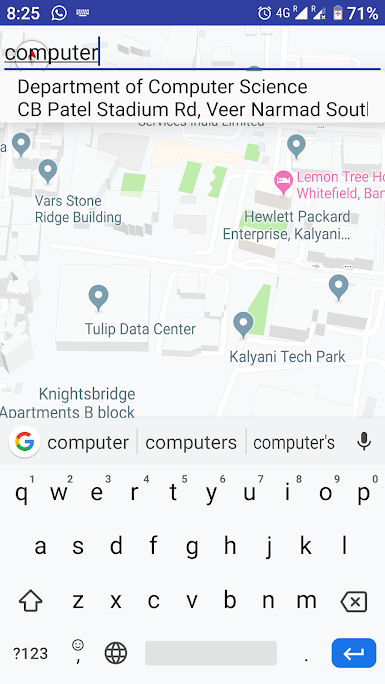 8:25 4G R R 71%
computer
Department of Computer Science
CB Patel Stadium Rd, Veer Narmad Sout
Services India Limited
a
Lemon Tree Ho
Whitefield, Ban
Vars Stone
Ridge Building
Hewlett Packard
Enterprise, Kalyani...
Tulip Data Center
Kalyani Tech Park
Knightsbridge
Apartments B block
G computer computers computer's
1 2 3 4 5 6 7 8 9 0
q w e r t y u i o p
a s d f g h j k l
z x c v b n m
?123 , .